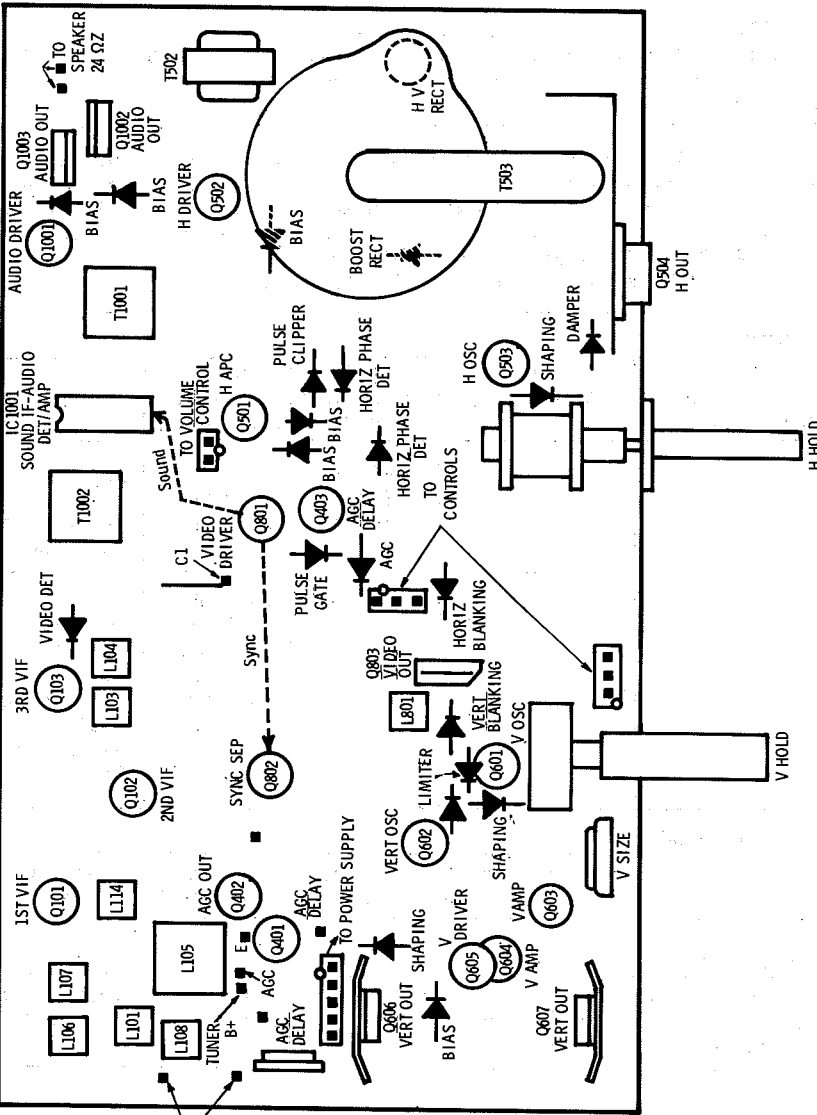 TO
SPEAKER
24 ΩZ
T502
H V
RECT
Q1003
AUDIO OUT
Q1002
AUDIO
OUT
AUDIO DRIVER
Q1001
BIAS
BIAS
H DRIVER
Q502
BIAS
BOOST
RECT
T503
Q504
H OUT
T1001
IC1001
SOUND IF-AUDIO
DET/AMP
TO VOLUME
CONTROL
H APC
Q501
PULSE
CLIPPER
HORIZ PHASE
DET
BIAS
BIAS
HORIZ PHASE
DET
H OSC
Q503
SHAPING
DAMPER
H HOLD
Sound
T1002
C1
VIDEO
DRIVER
Q801
Q403
AGC
DELAY
PULSE
GATE
AGC
TO
CONTROLS
HORIZ
BLANKING
VIDEO DET
3RD VIF
Q103
L104
L103
Sync
Q803
VIDEO
OUT
L801
VERT
BLANKING
Q102
2ND VIF
SYNC SEP
Q802
LIMITER
Q601
V OSC
V HOLD
VERT OSC
Q602
SHAPING
V SIZE
1ST VIF
Q101
L114
AGC OUT
Q402
E
Q401
AGC
DELAY
TO POWER SUPPLY
SHAPING
V DRIVER
Q605
Q604
V AMP
VAMP
Q603
L107
L106
L105
L101
L108
TUNER
B+
AGC
AGC
DELAY
Q606
VERT OUT
BIAS
Q607
VERT OUT